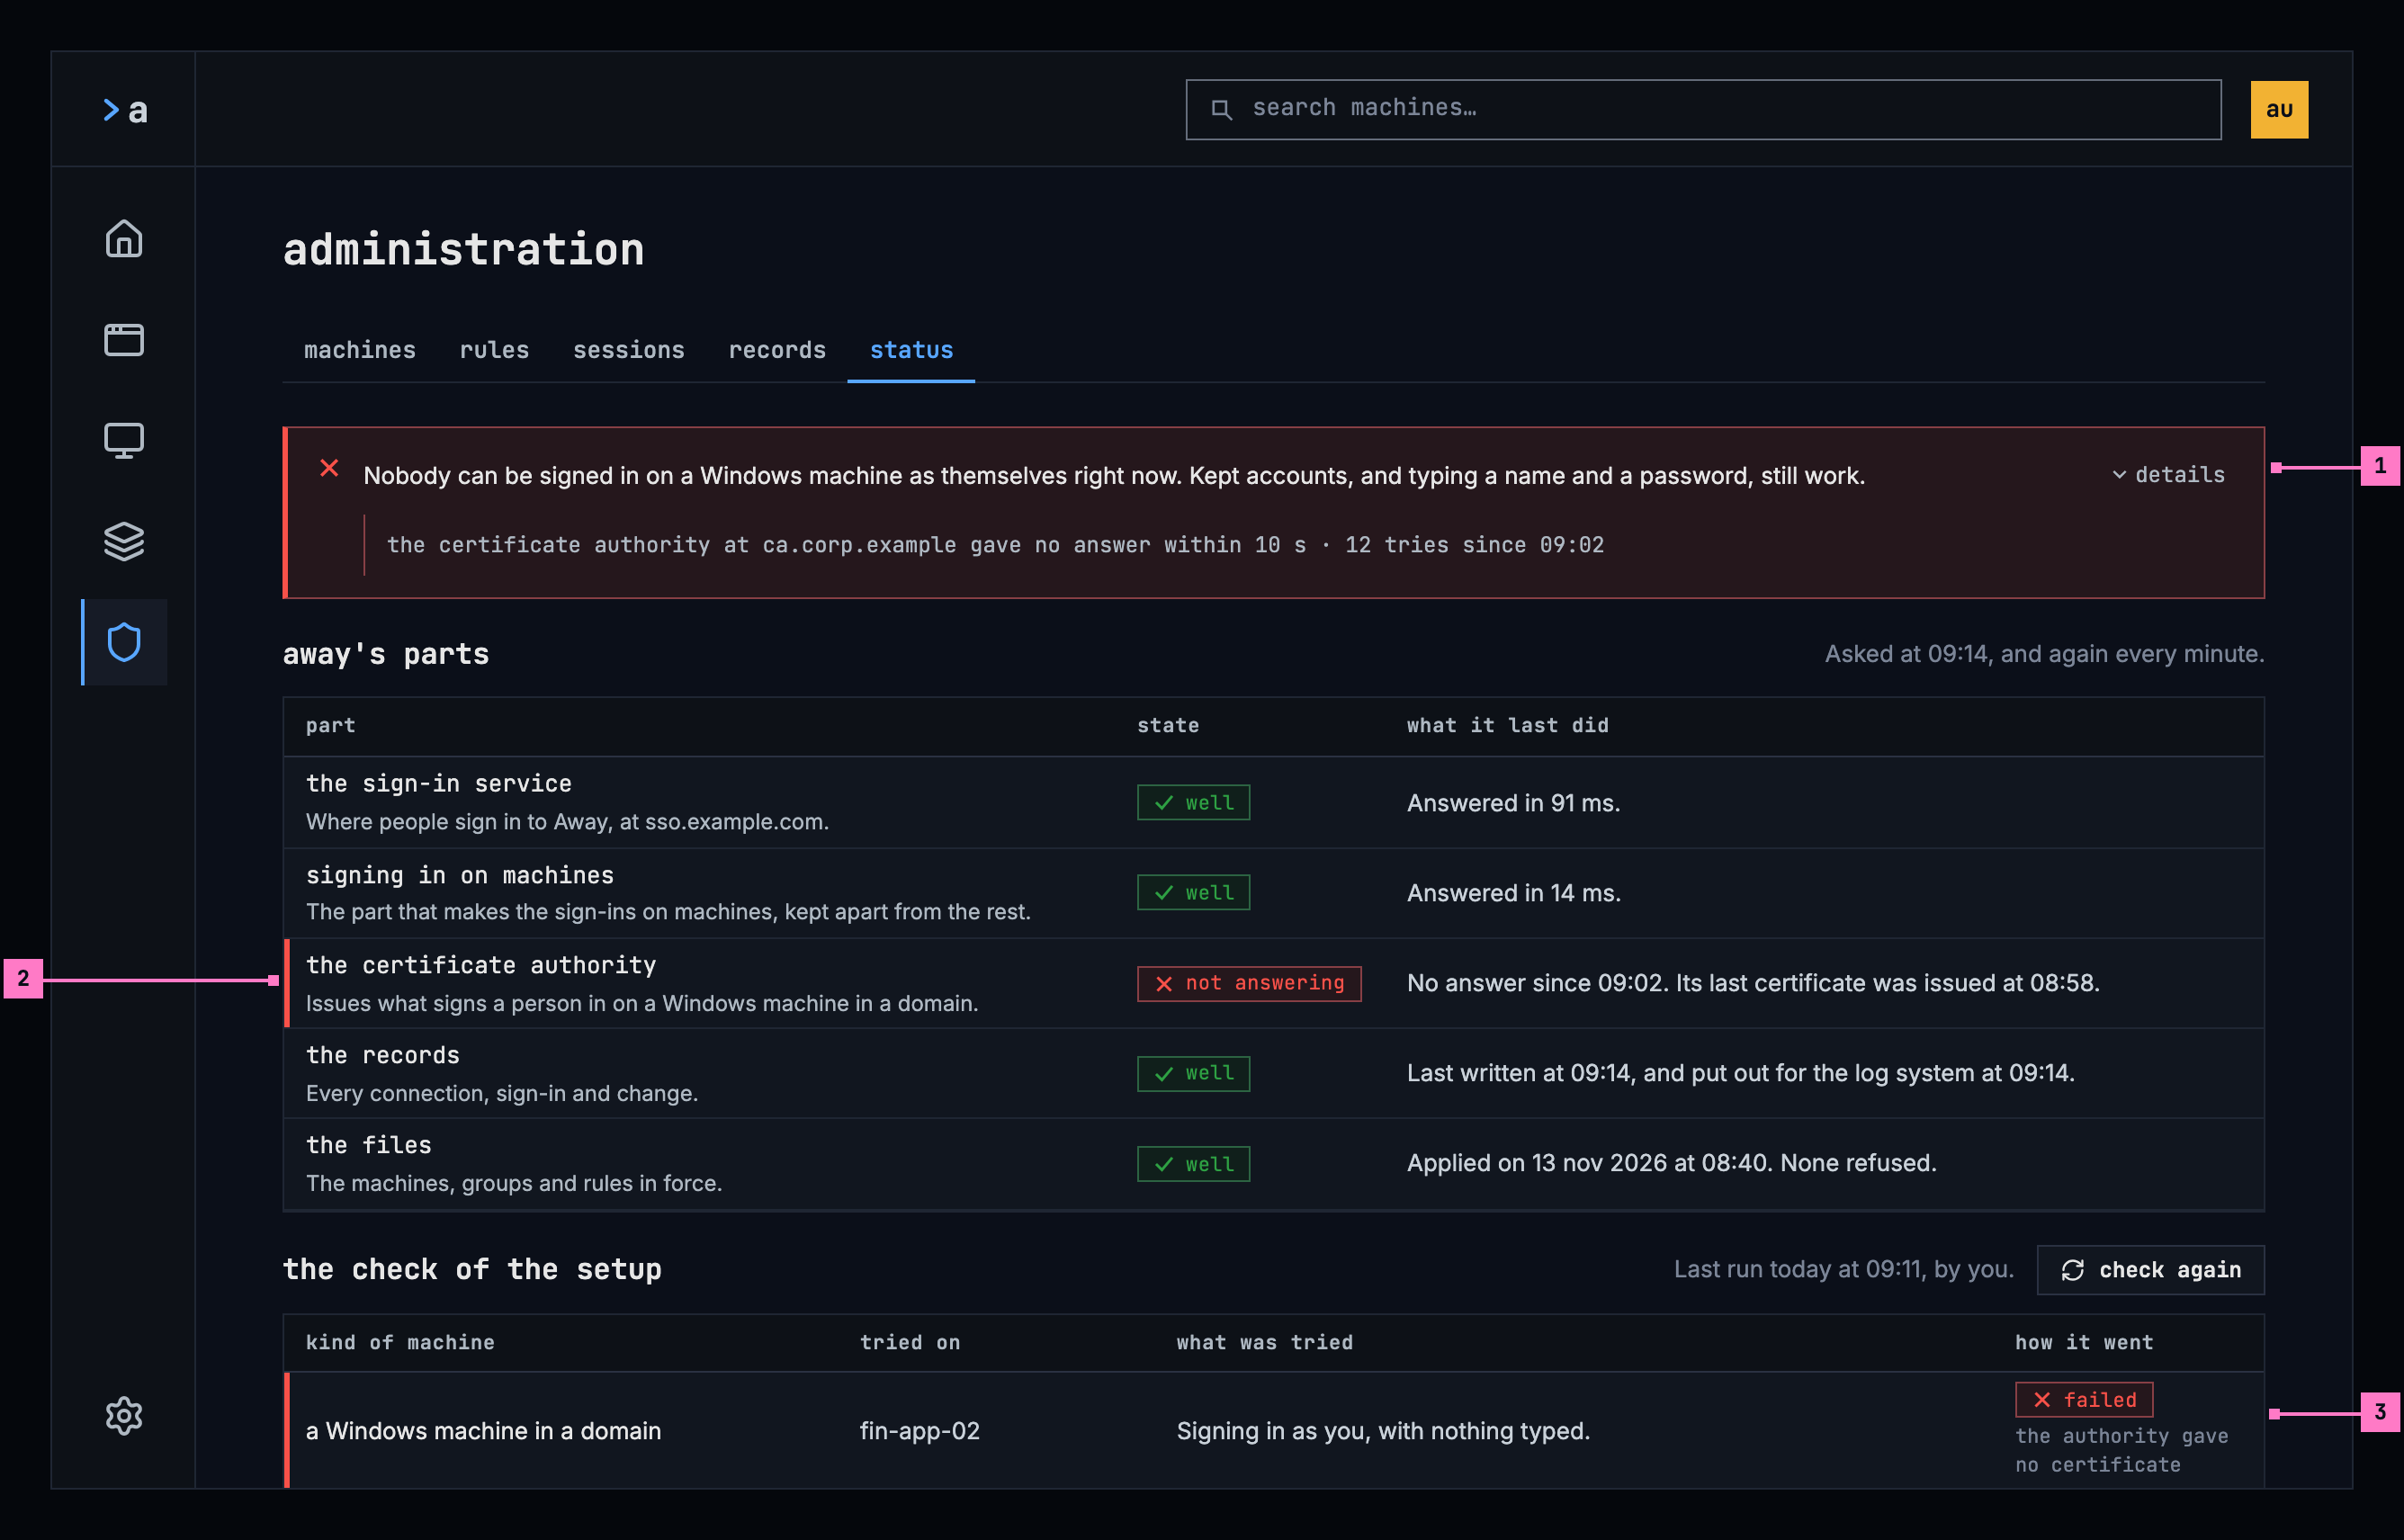 >a
search machines…
au
administration
machines
rules
sessions
records
status
Nobody can be signed in on a Windows machine as themselves right now. Kept accounts, and typing a name and a password, still work.
details
1
the certificate authority at ca.corp.example gave no answer within 10 s · 12 tries since 09:02
away's parts
Asked at 09:14, and again every minute.
part
state
what it last did
the sign-in service
Where people sign in to Away, at sso.example.com.
well
Answered in 91 ms.
signing in on machines
The part that makes the sign-ins on machines, kept apart from the rest.
well
Answered in 14 ms.
2
the certificate authority
Issues what signs a person in on a Windows machine in a domain.
not answering
No answer since 09:02. Its last certificate was issued at 08:58.
the records
Every connection, sign-in and change.
well
Last written at 09:14, and put out for the log system at 09:14.
the files
The machines, groups and rules in force.
well
Applied on 13 nov 2026 at 08:40. None refused.
the check of the setup
Last run today at 09:11, by you.
check again
kind of machine
tried on
what was tried
how it went
a Windows machine in a domain
fin-app-02
Signing in as you, with nothing typed.
failed
the authority gave
no certificate
3